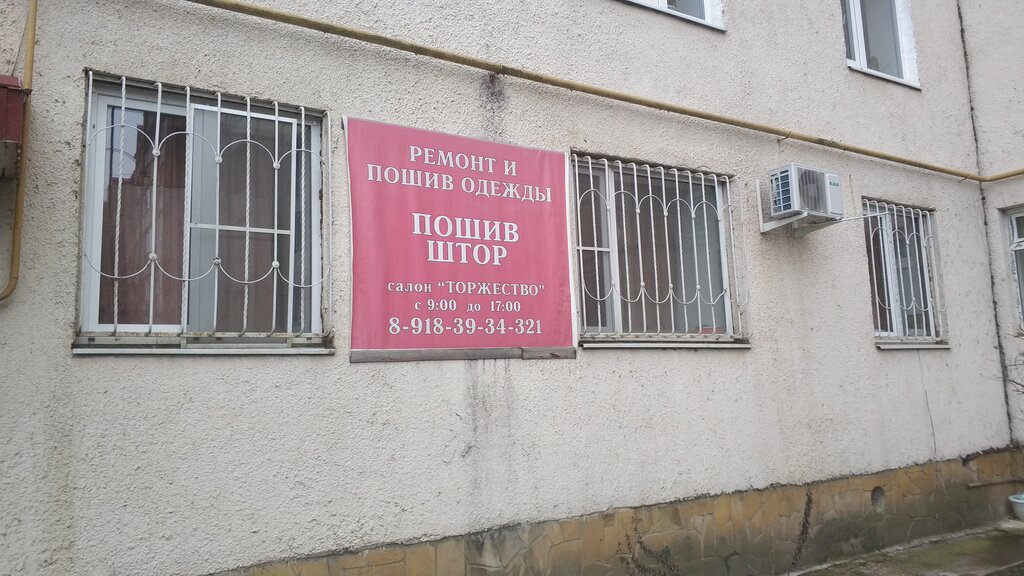 РЕМОНТ И
ПОШИВ ОДЕЖДЫ
ПОШИВ
ШТОР
салон "ТОРЖЕСТВО"
с 9:00 до 17:00
8-918-39-34-321